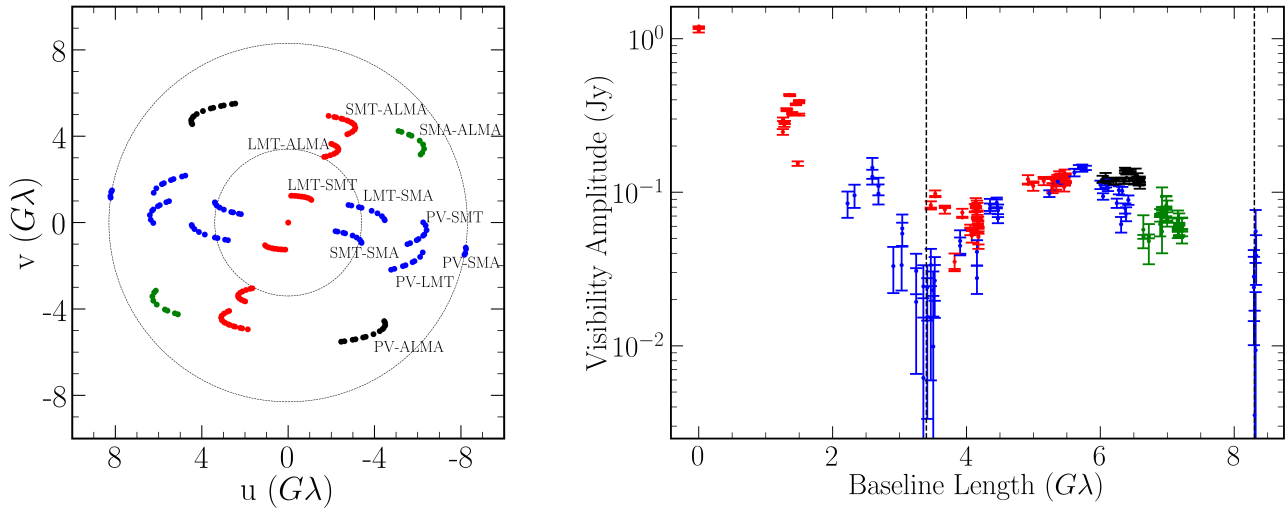 8
4
0
-4
-8
v (Gλ)
SMT-ALMA
SMA-ALMA
LMT-ALMA
LMT-SMT
LMT-SMA
PV-SMT
SMT-SMA
PV-SMA
PV-LMT
PV-ALMA
8 4 0 -4 -8
u (Gλ)
10⁰
10⁻¹
10⁻²
Visibility Amplitude (Jy)
0 2 4 6 8
Baseline Length (Gλ)